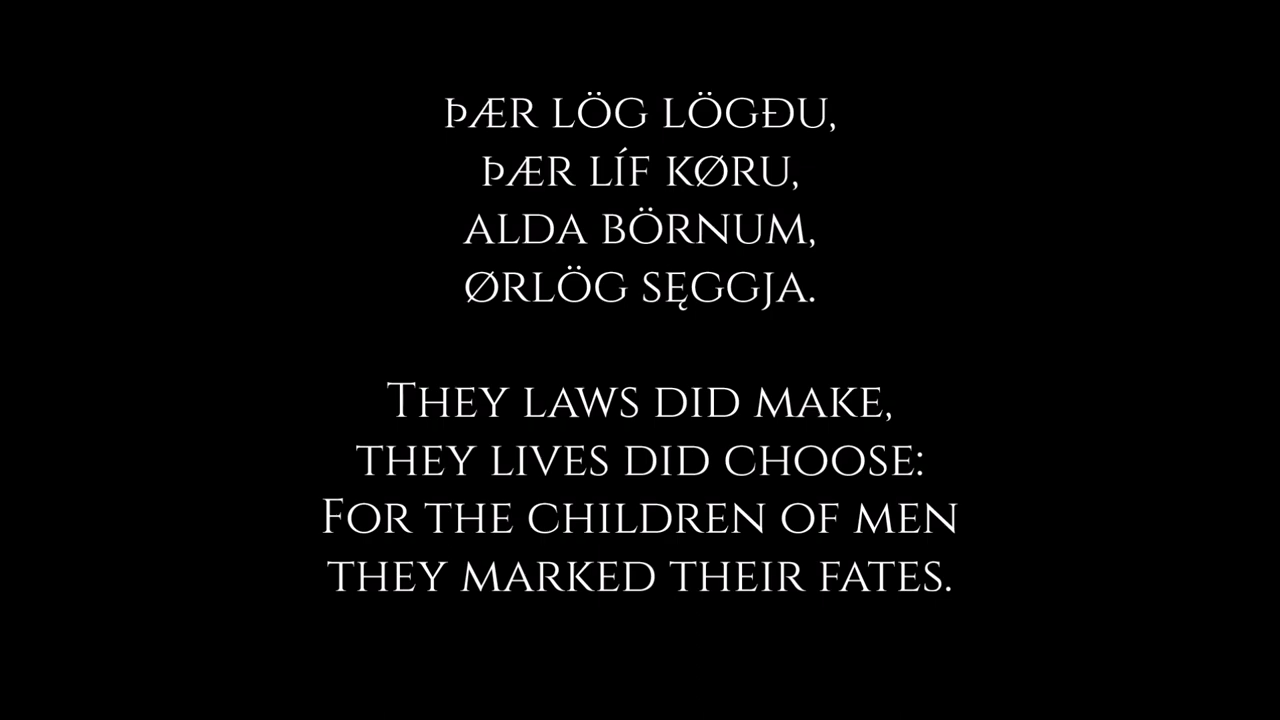 ÞÆR LÖG LÖGÐU,
ÞÆR LÍF KØRU,
ALDA BÖRNUM,
ØRLÖG SĘGGJA.
THEY LAWS DID MAKE,
THEY LIVES DID CHOOSE:
FOR THE CHILDREN OF MEN
THEY MARKED THEIR FATES.